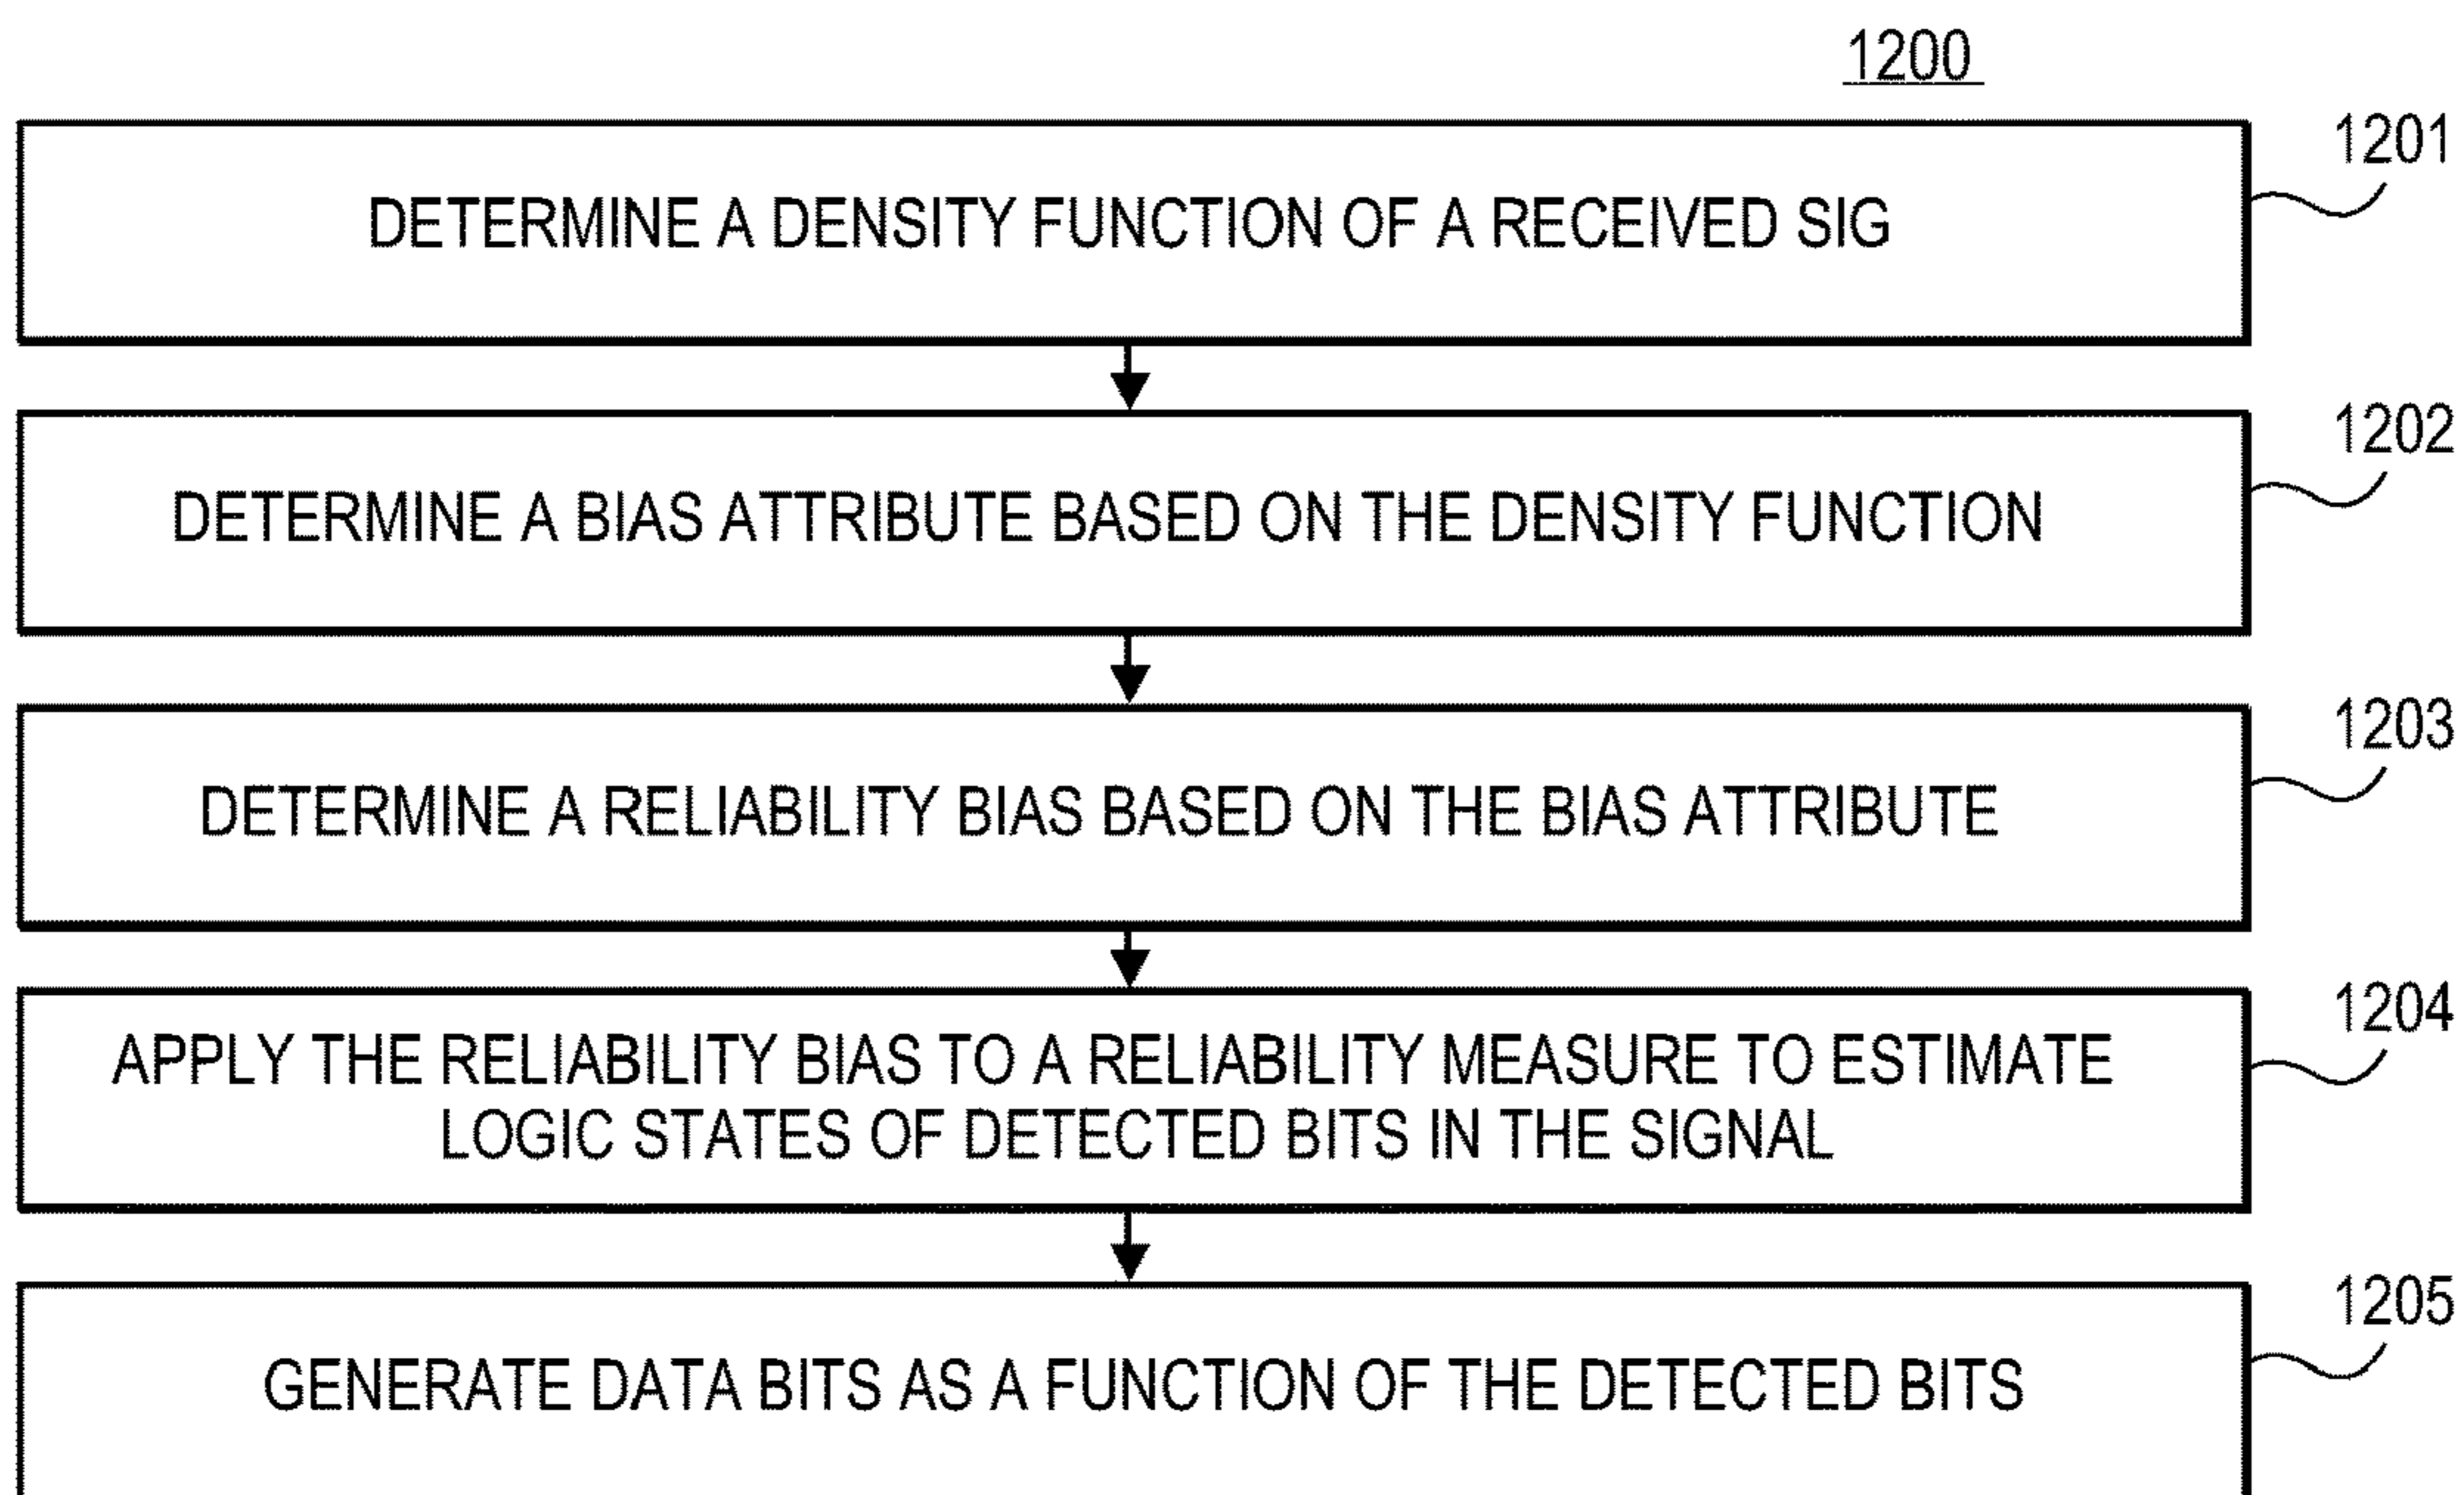 1200
1201
DETERMINE A DENSITY FUNCTION OF A RECEIVED SIG
1202
DETERMINE A BIAS ATTRIBUTE BASED ON THE DENSITY FUNCTION
1203
DETERMINE A RELIABILITY BIAS BASED ON THE BIAS ATTRIBUTE
1204
APPLY THE RELIABILITY BIAS TO A RELIABILITY MEASURE TO ESTIMATE
LOGIC STATES OF DETECTED BITS IN THE SIGNAL
1205
GENERATE DATA BITS AS A FUNCTION OF THE DETECTED BITS